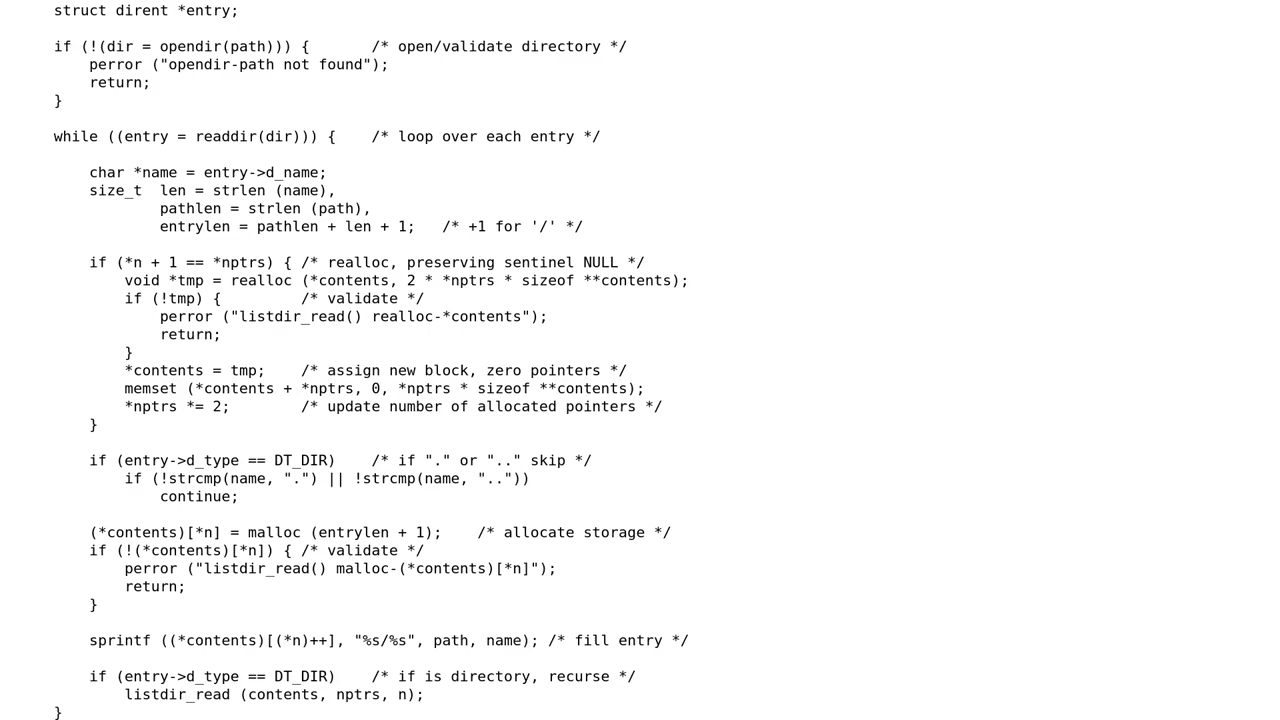 struct dirent *entry;
if (!(dir = opendir(path))) {       /* open/validate directory */
perror ("opendir-path not found");
return;
}
while ((entry = readdir(dir))) {    /* loop over each entry */
char *name = entry->d_name;
size_t  len = strlen (name),
pathlen = strlen (path),
entrylen = pathlen + len + 1;   /* +1 for '/' */
if (*n + 1 == *nptrs) { /* realloc, preserving sentinel NULL */
void *tmp = realloc (*contents, 2 * *nptrs * sizeof **contents);
if (!tmp) {         /* validate */
perror ("listdir_read() realloc-*contents");
return;
}
*contents = tmp;    /* assign new block, zero pointers */
memset (*contents + *nptrs, 0, *nptrs * sizeof **contents);
*nptrs *= 2;        /* update number of allocated pointers */
}
if (entry->d_type == DT_DIR)    /* if "." or ".." skip */
if (!strcmp(name, ".") || !strcmp(name, ".."))
continue;
(*contents)[*n] = malloc (entrylen + 1);    /* allocate storage */
if (!(*contents)[*n]) { /* validate */
perror ("listdir_read() malloc-(*contents)[*n]");
return;
}
sprintf ((*contents)[(*n)++], "%s/%s", path, name); /* fill entry */
if (entry->d_type == DT_DIR)    /* if is directory, recurse */
listdir_read (contents, nptrs, n);
}